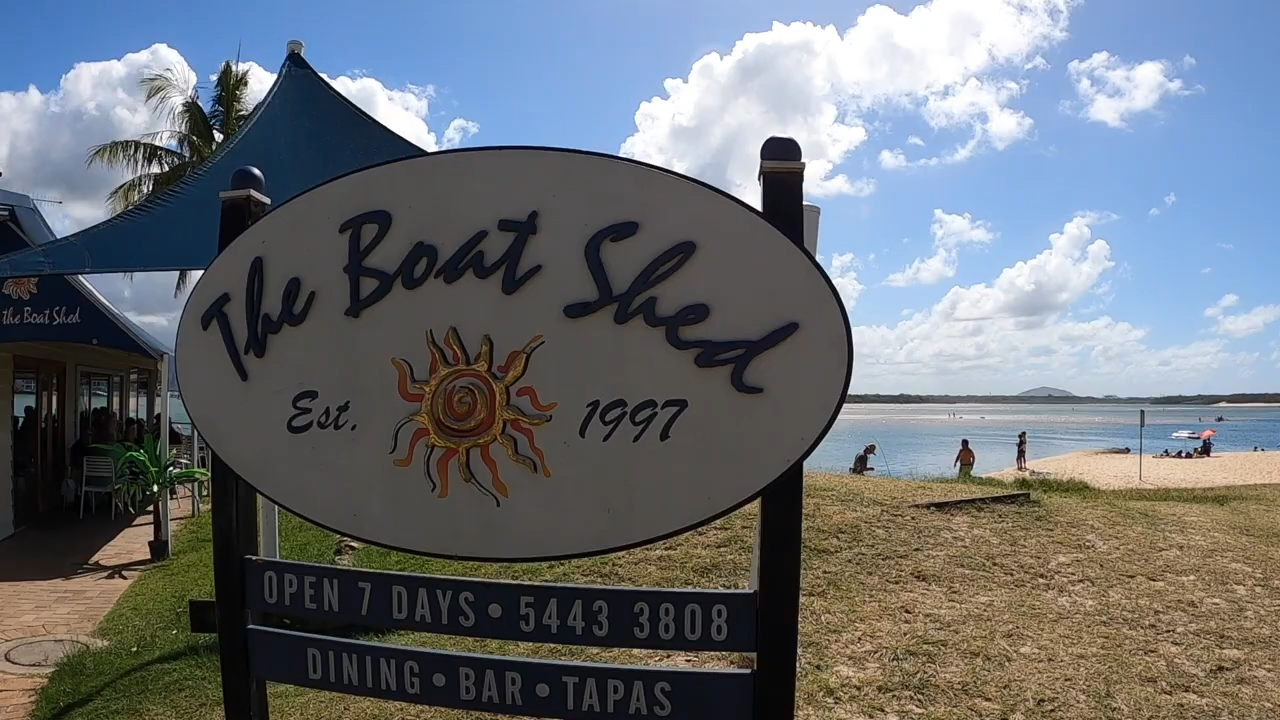 The Boat Shed
Est. 1997
OPEN 7 DAYS • 5443 3808
DINING • BAR • TAPAS
the Boat Shed